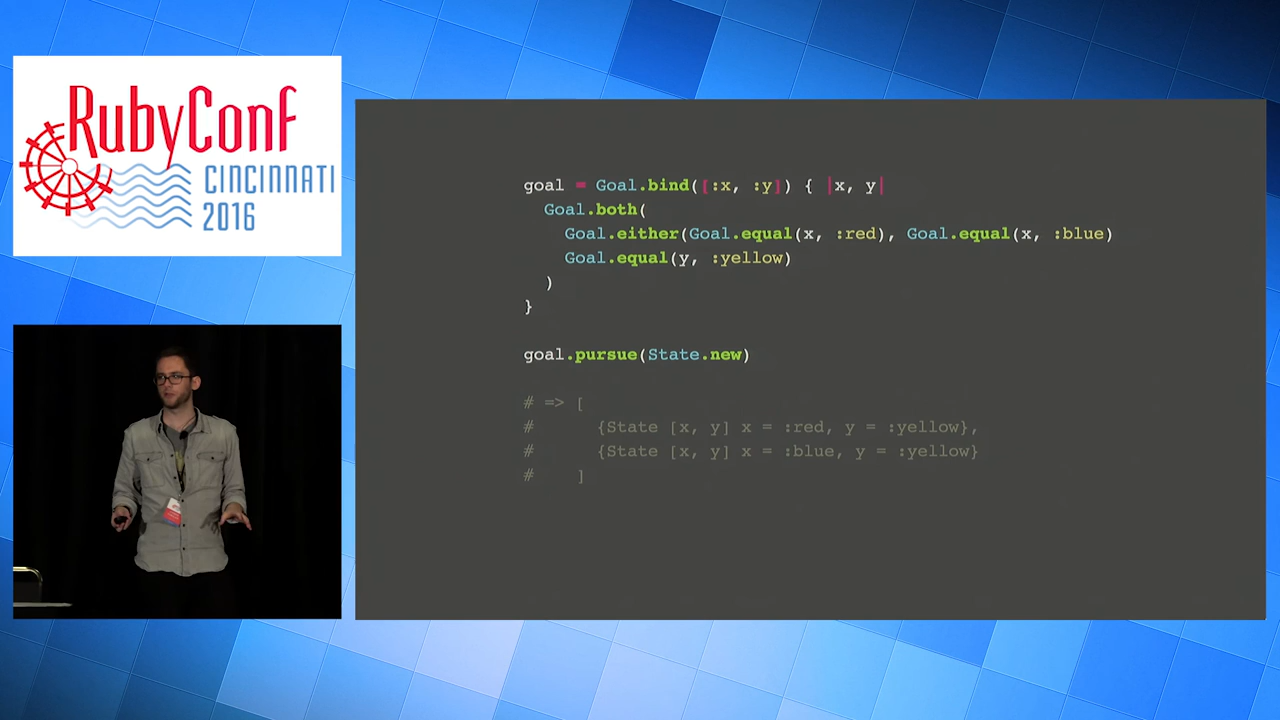 RubyConf
CINCINNATI
2016
goal = Goal.bind([:x, :y]) { |x, y|
  Goal.both(
    Goal.either(Goal.equal(x, :red), Goal.equal(x, :blue)
    Goal.equal(y, :yellow)
  )
}
goal.pursue(State.new)
# => [
#      {State [x, y] x = :red, y = :yellow},
#      {State [x, y] x = :blue, y = :yellow}
#    ]